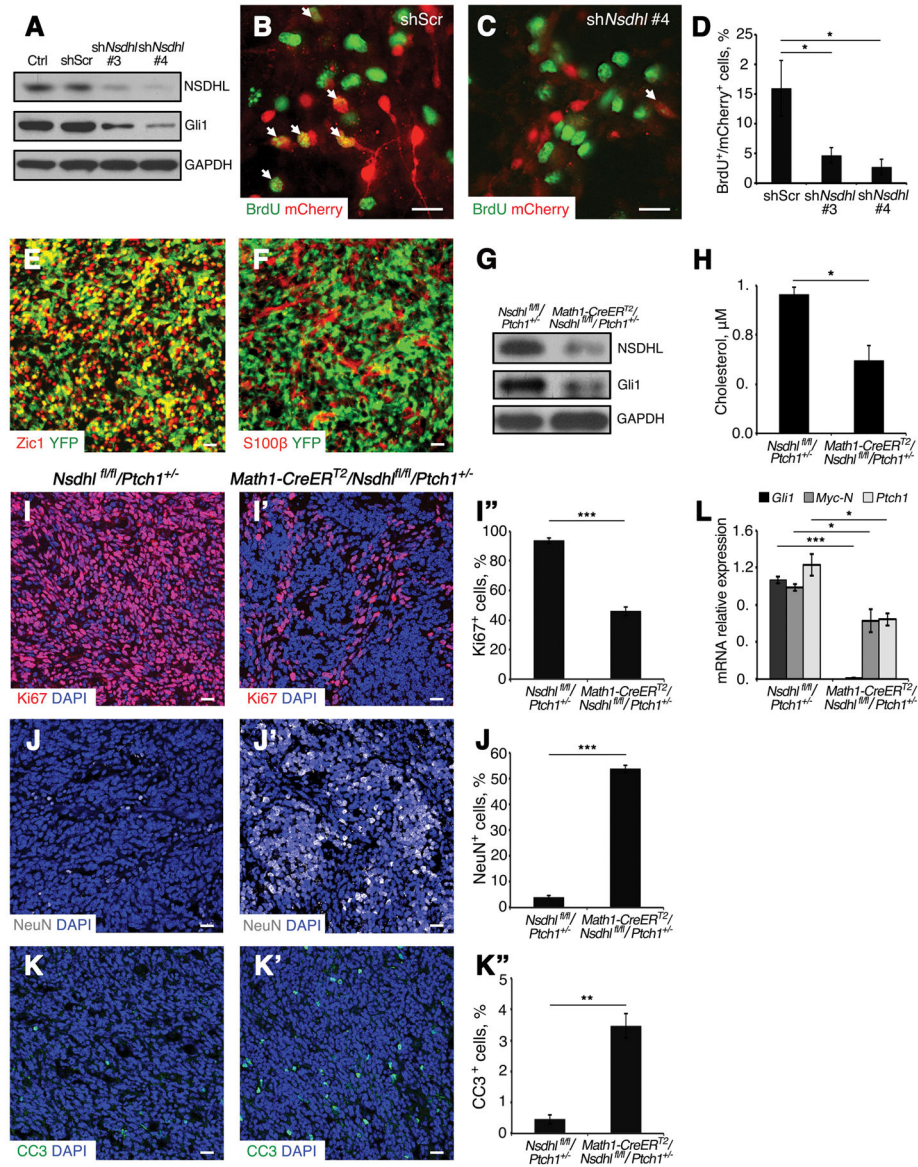 A
Ctrl shScr shNsdhl #3 shNsdhl #4
NSDHL
Gli1
GAPDH
B
shScr
BrdU mCherry
C
shNsdhl #4
BrdU mCherry
D
BrdU+/mCherry+ cells, %
25
20
15
10
5
0
*
*
shScr shNsdhl #3 shNsdhl #4
E
Zic1 YFP
F
S100β YFP
G
Nsdhl fl/fl/ Math1-CreERT2/
Ptch1+/- Nsdhl fl/fl/Ptch1+/-
NSDHL
Gli1
GAPDH
H
Cholesterol, µM
1.
0.8
0.
0.0
*
Nsdhl fl/fl/ Math1-CreERT2/
Ptch1+/- Nsdhl fl/fl/Ptch1+/-
Nsdhl fl/fl/Ptch1+/- Math1-CreERT2/Nsdhlfl/fl/Ptch1+/-
I
Ki67 DAPI
I'
Ki67 DAPI
I"
Ki67+ cells, %
100
80
60
40
20
0
***
Nsdhl fl/fl/ Math1-CreERT2/
Ptch1+/- Nsdhl fl/fl/Ptch1+/-
L
Gli1 Myc-N Ptch1
mRNA relative expression
1.6
1.2
0.
0.
0.
*
*
***
Nsdhl fl/fl/ Math1-CreERT2/
Ptch1+/- Nsdhl fl/fl/Ptch1+/-
J
NeuN DAPI
J'
NeuN DAPI
J
NeuN+ cells, %
60
50
40
30
20
10
0
***
Nsdhl fl/fl/ Math1-CreERT2/
Ptch1+/- Nsdhl fl/fl/Ptch1+/-
K
CC3 DAPI
K'
CC3 DAPI
K"
CC3 + cells, %
5
4
3
2
1
0
**
Nsdhl fl/fl/ Math1-CreERT2/
Ptch1+/- Nsdhl fl/fl/Ptch1+/-